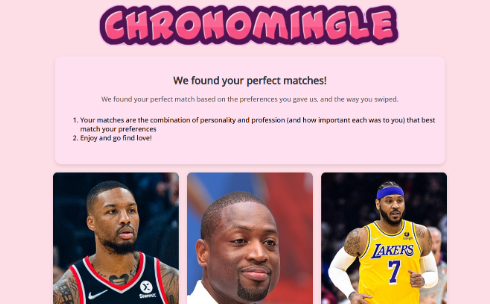 CHRONOMINGLE
We found your perfect matches!
We found your perfect match based on the preferences you gave us, and the way you swiped.
1. Your matches are the combination of personality and profession (and how important each was to you) that best
match your preferences
2. Enjoy and go find love!
LAKERS
7